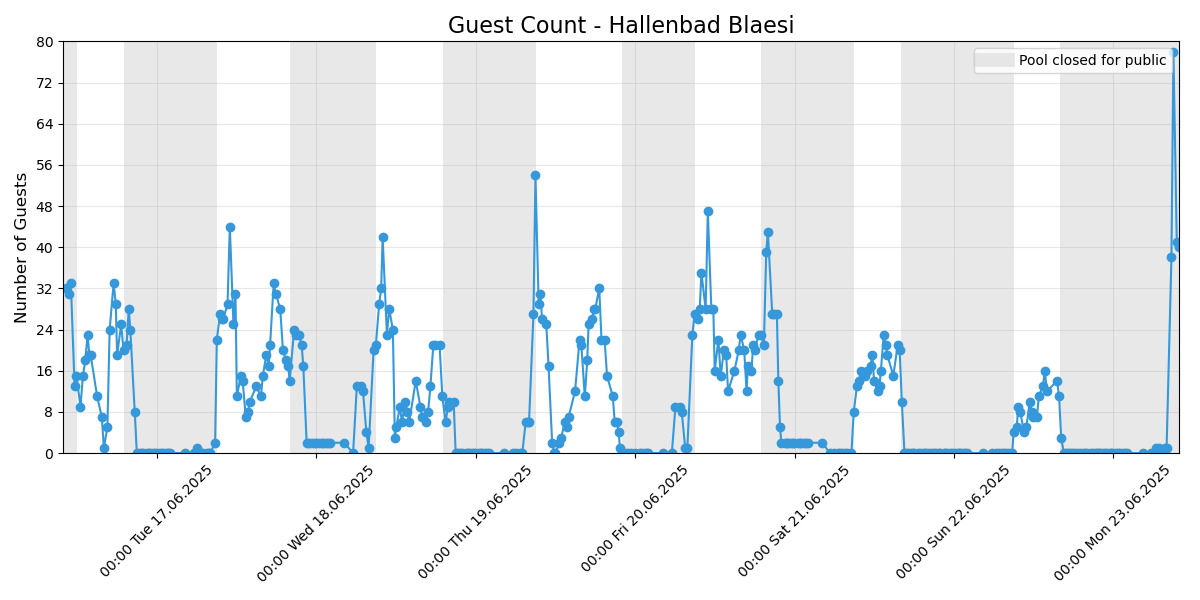 Guest Count - Hallenbad Blaesi
Pool closed for public
Number of Guests
80
72
64
56
48
40
32
24
16
8
0
00:00 Tue 17.06.2025
00:00 Wed 18.06.2025
00:00 Thu 19.06.2025
00:00 Fri 20.06.2025
00:00 Sat 21.06.2025
00:00 Sun 22.06.2025
00:00 Mon 23.06.2025